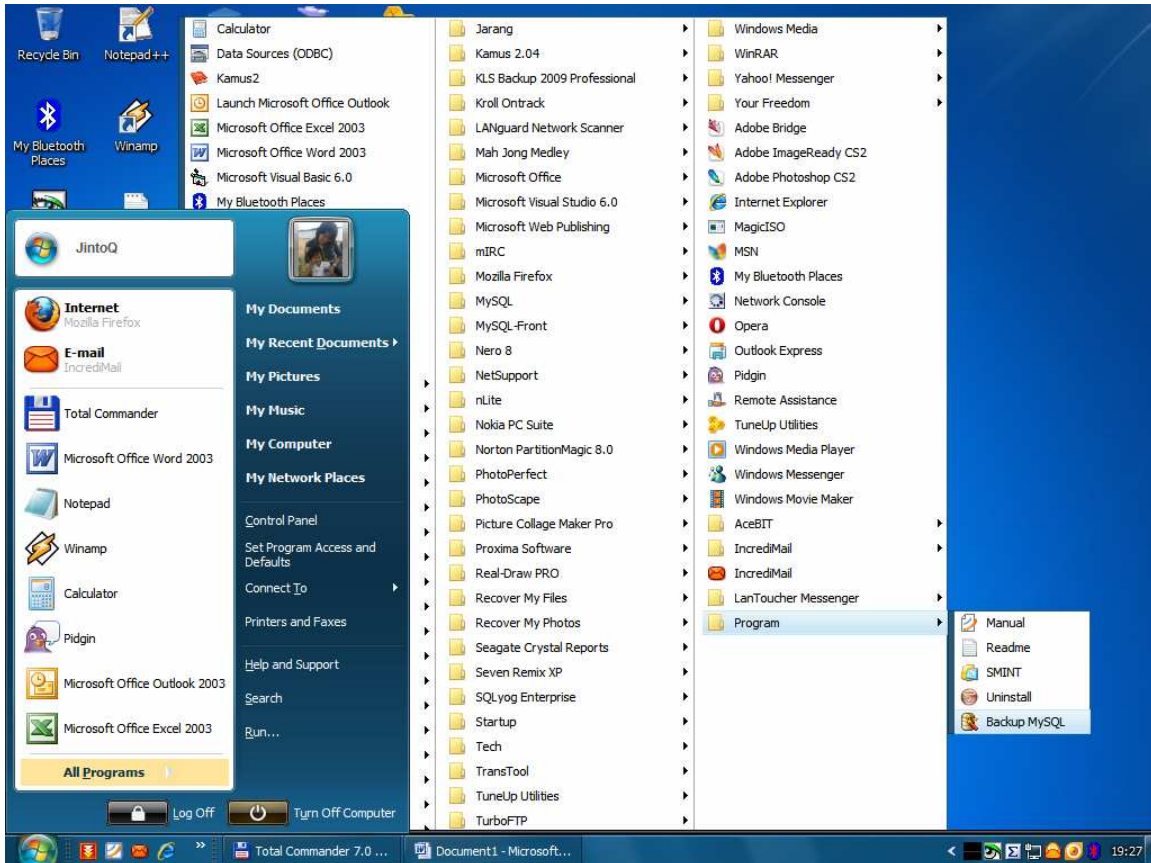 Recycle Bin
Notepad++
My Bluetooth Places
Winamp
Calculator
Data Sources (ODBC)
Kamus2
Launch Microsoft Office Outlook
Microsoft Office Excel 2003
Microsoft Office Word 2003
Microsoft Visual Basic 6.0
My Bluetooth Places
JintoQ
Internet
Mozilla Firefox
E-mail
IncrediMail
Total Commander
Microsoft Office Word 2003
Notepad
Winamp
Calculator
Pidgin
Microsoft Office Outlook 2003
Microsoft Office Excel 2003
All Programs
My Documents
My Recent Documents
My Pictures
My Music
My Computer
My Network Places
Control Panel
Set Program Access and
Defaults
Connect To
Printers and Faxes
Help and Support
Search
Run...
Log Off
Turn Off Computer
Jarang
Kamus 2.04
KLS Backup 2009 Professional
Kroll Ontrack
LANguard Network Scanner
Mah Jong Medley
Microsoft Office
Microsoft Visual Studio 6.0
Microsoft Web Publishing
mIRC
Mozilla Firefox
MySQL
MySQL-Front
Nero 8
NetSupport
nLite
Nokia PC Suite
Norton PartitionMagic 8.0
PhotoPerfect
PhotoScape
Picture Collage Maker Pro
Proxima Software
Real-Draw PRO
Recover My Files
Recover My Photos
Seagate Crystal Reports
Seven Remix XP
SQLyog Enterprise
Startup
Tech
TransTool
TuneUp Utilities
TurboFTP
Windows Media
WinRAR
Yahoo! Messenger
Your Freedom
Adobe Bridge
Adobe ImageReady CS2
Adobe Photoshop CS2
Internet Explorer
MagicISO
MSN
My Bluetooth Places
Network Console
Opera
Outlook Express
Pidgin
Remote Assistance
TuneUp Utilities
Windows Media Player
Windows Messenger
Windows Movie Maker
AceBIT
IncrediMail
IncrediMail
LanToucher Messenger
Program
Manual
Readme
SMINT
Uninstall
Backup MySQL
Total Commander 7.0 ...
Document1 - Microsoft...
19:27